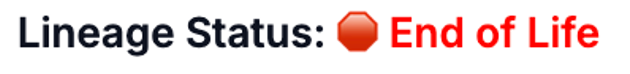 Lineage Status: 🛑 End of Life